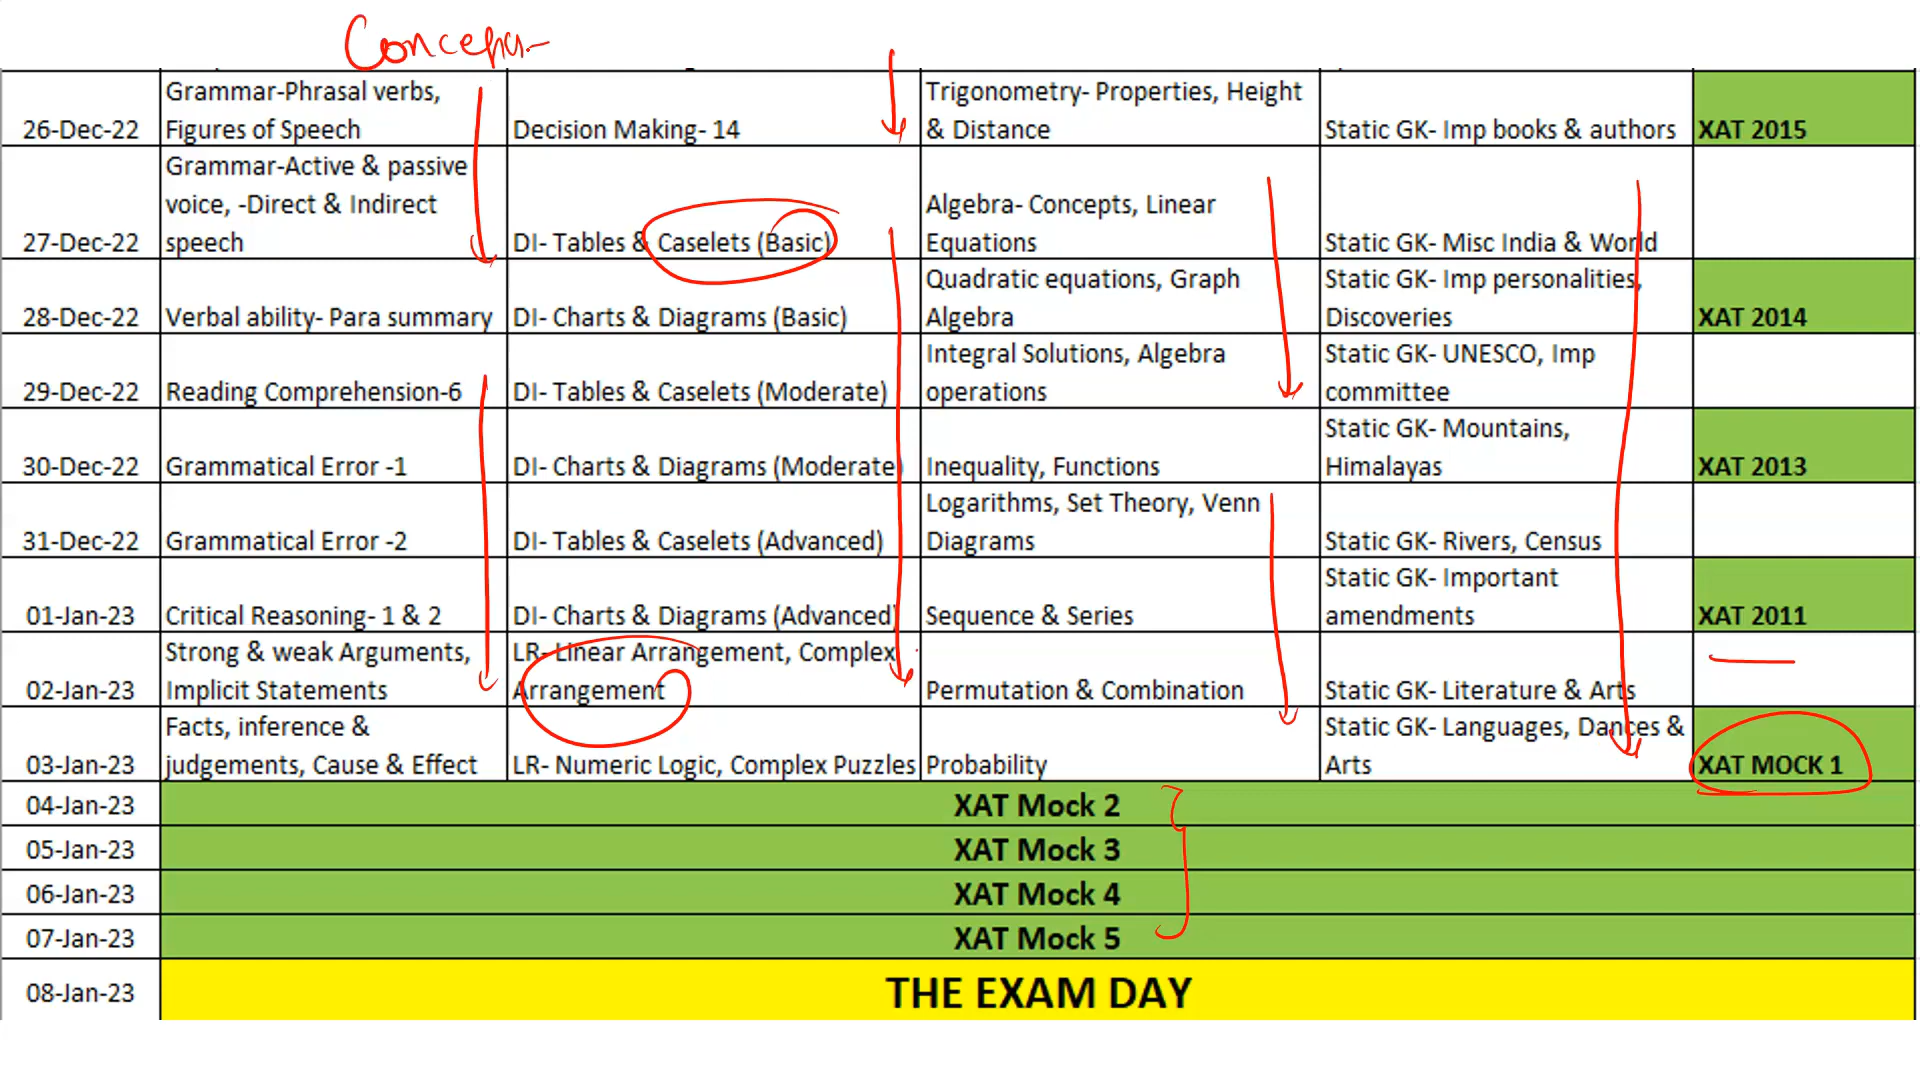 Concepts
Grammar-Phrasal verbs,
Trigonometry- Properties, Height
26-Dec-22 Figures of Speech Decision Making- 14 & Distance Static GK- Imp books & authors XAT 2015
Grammar-Active & passive
voice, -Direct & Indirect Algebra- Concepts, Linear
27-Dec-22 speech DI- Tables & Caselets (Basic) Equations Static GK- Misc India & World
Quadratic equations, Graph Static GK- Imp personalities,
28-Dec-22 Verbal ability- Para summary DI- Charts & Diagrams (Basic) Algebra Discoveries XAT 2014
Integral Solutions, Algebra Static GK- UNESCO, Imp
29-Dec-22 Reading Comprehension-6 DI- Tables & Caselets (Moderate) operations committee
Static GK- Mountains,
30-Dec-22 Grammatical Error -1 DI- Charts & Diagrams (Moderate) Inequality, Functions Himalayas XAT 2013
Logarithms, Set Theory, Venn
31-Dec-22 Grammatical Error -2 DI- Tables & Caselets (Advanced) Diagrams Static GK- Rivers, Census
Static GK- Important
01-Jan-23 Critical Reasoning- 1 & 2 DI- Charts & Diagrams (Advanced) Sequence & Series amendments XAT 2011
Strong & weak Arguments, LR- Linear Arrangement, Complex
02-Jan-23 Implicit Statements Arrangement Permutation & Combination Static GK- Literature & Arts
Facts, inference & Static GK- Languages, Dances &
03-Jan-23 judgements, Cause & Effect LR- Numeric Logic, Complex Puzzles Probability Arts XAT MOCK 1
04-Jan-23 XAT Mock 2
05-Jan-23 XAT Mock 3
06-Jan-23 XAT Mock 4
07-Jan-23 XAT Mock 5
08-Jan-23 THE EXAM DAY